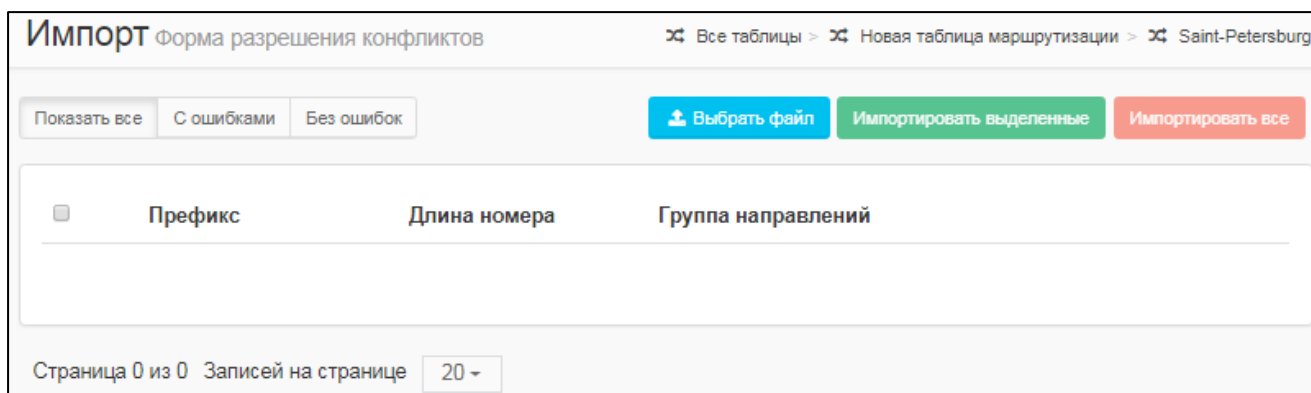 Импорт Форма разрешения конфликтов Все таблицы > Новая таблица маршрутизации > Saint-Petersburg
Показать все С ошибками Без ошибок Выбрать файл Импортировать выделенные Импортировать все
Префикс Длина номера Группа направлений
Страница 0 из 0 Записей на странице 20